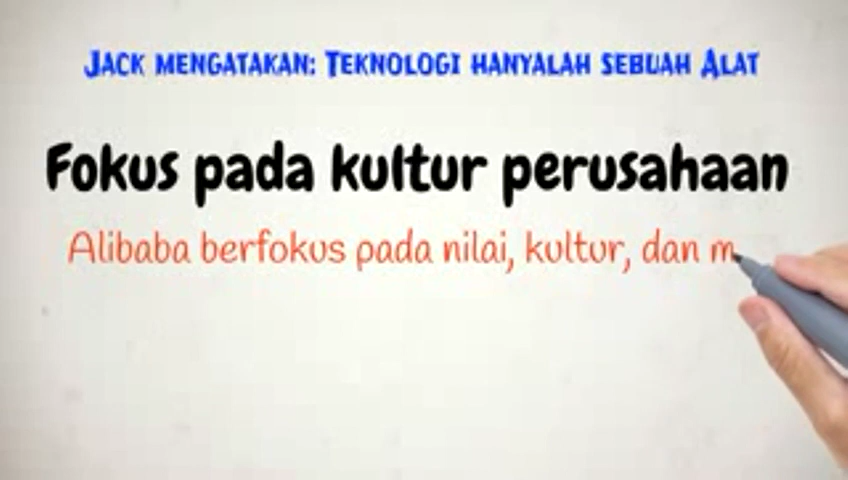 Jack mengatakan: Teknologi hanyalah sebuah Alat
Fokus pada kultur perusahaan
Alibaba berfokus pada nilai, kultur, dan m